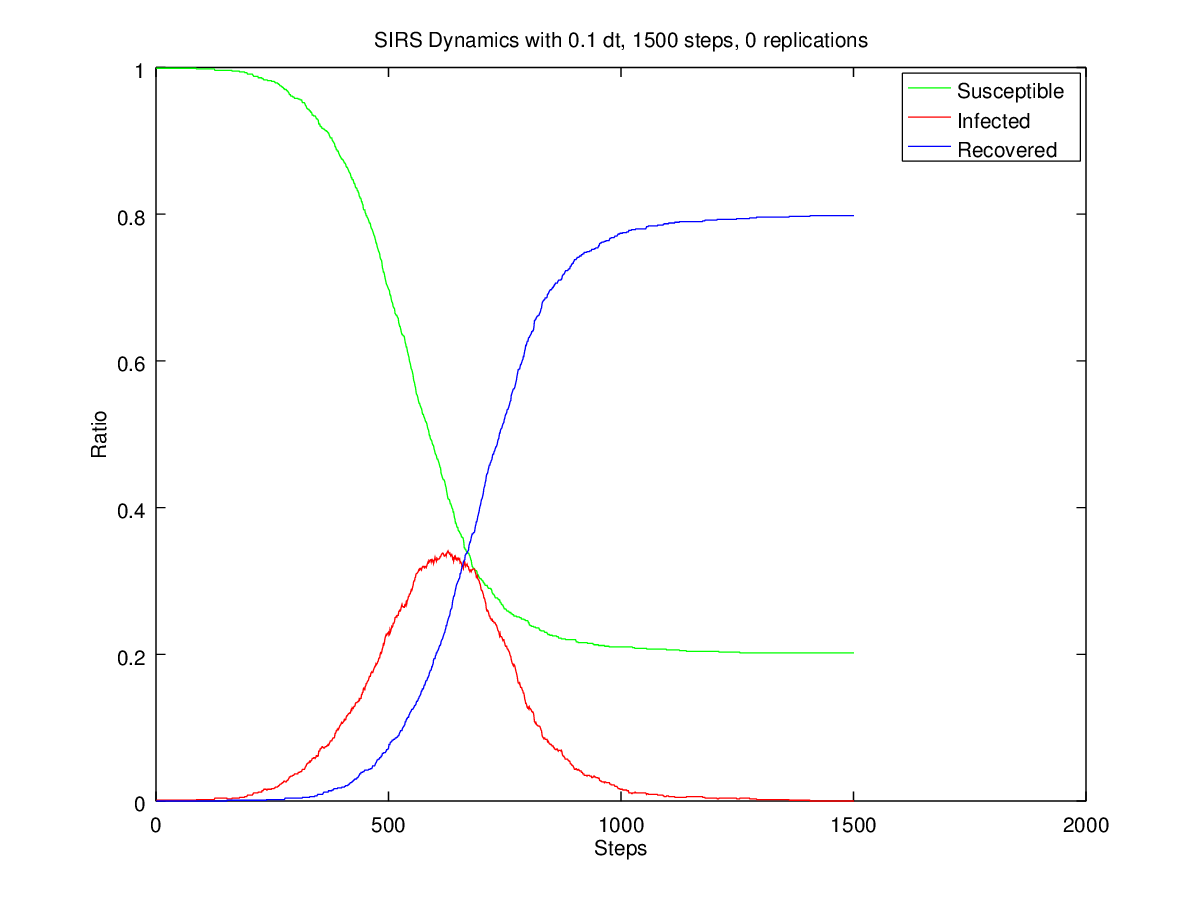 SIRS Dynamics with 0.1 dt, 1500 steps, 0 replications
1
0.8
0.6
0.4
0.2
0
Ratio
Susceptible
Infected
Recovered
0 500 1000 1500 2000
Steps